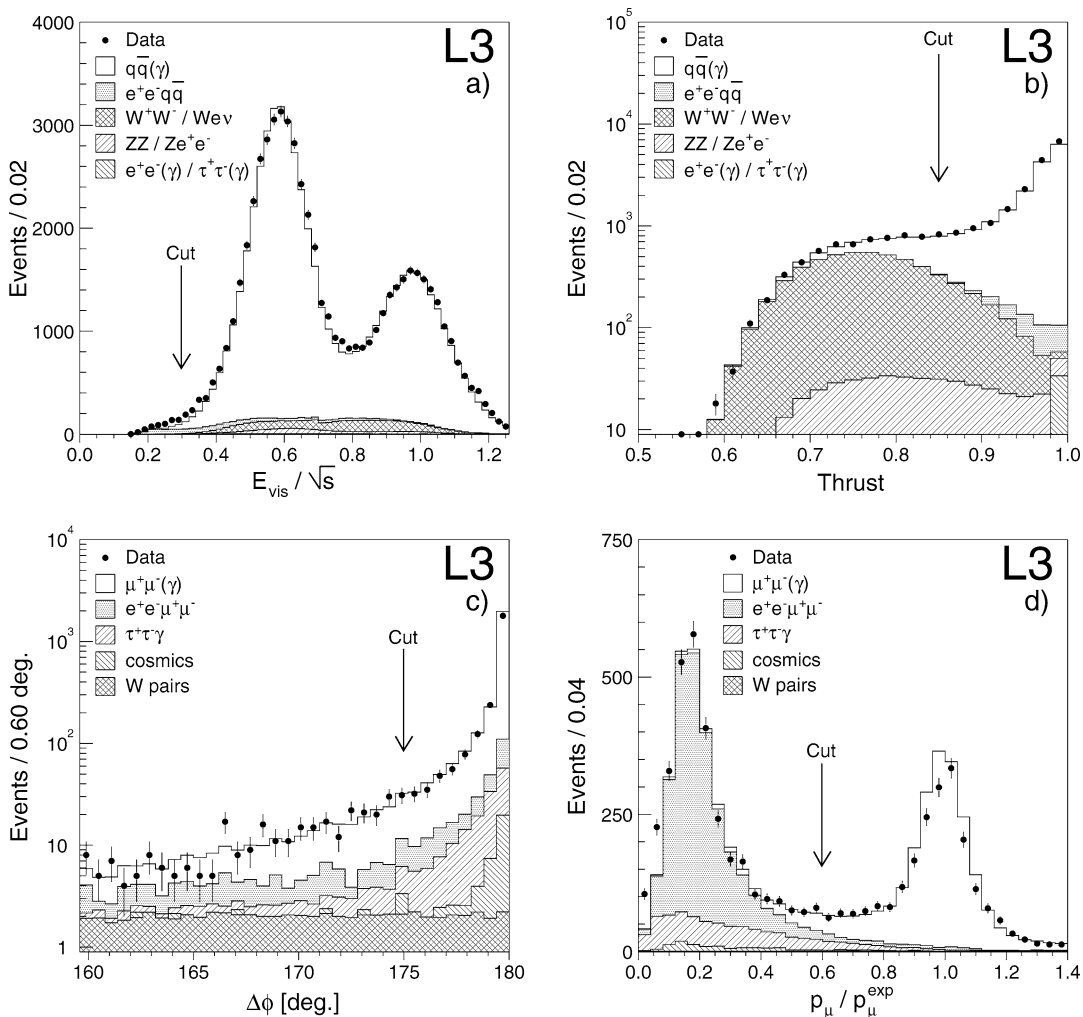 L3
a)
Data
qq̅(γ)
e⁺e⁻qq̅
W⁺W⁻ / Weν
ZZ / Ze⁺e⁻
e⁺e⁻(γ) / τ⁺τ⁻(γ)
Cut
4000
3000
2000
1000
0
Events / 0.02
0.0 0.2 0.4 0.6 0.8 1.0 1.2
E_vis / √s
L3
b)
Data
qq̅(γ)
e⁺e⁻qq̅
W⁺W⁻ / Weν
ZZ / Ze⁺e⁻
e⁺e⁻(γ) / τ⁺τ⁻(γ)
Cut
10⁵
10⁴
10³
10²
10
Events / 0.02
0.5 0.6 0.7 0.8 0.9 1.0
Thrust
L3
c)
Data
μ⁺μ⁻(γ)
e⁺e⁻μ⁺μ⁻
τ⁺τ⁻γ
cosmics
W pairs
Cut
10⁴
10³
10²
10
1
Events / 0.60 deg.
160 165 170 175 180
Δϕ [deg.]
L3
d)
Data
μ⁺μ⁻(γ)
e⁺e⁻μ⁺μ⁻
τ⁺τ⁻γ
cosmics
W pairs
Cut
750
500
250
0
Events / 0.04
0.0 0.2 0.4 0.6 0.8 1.0 1.2 1.4
p_μ / p_μ^exp